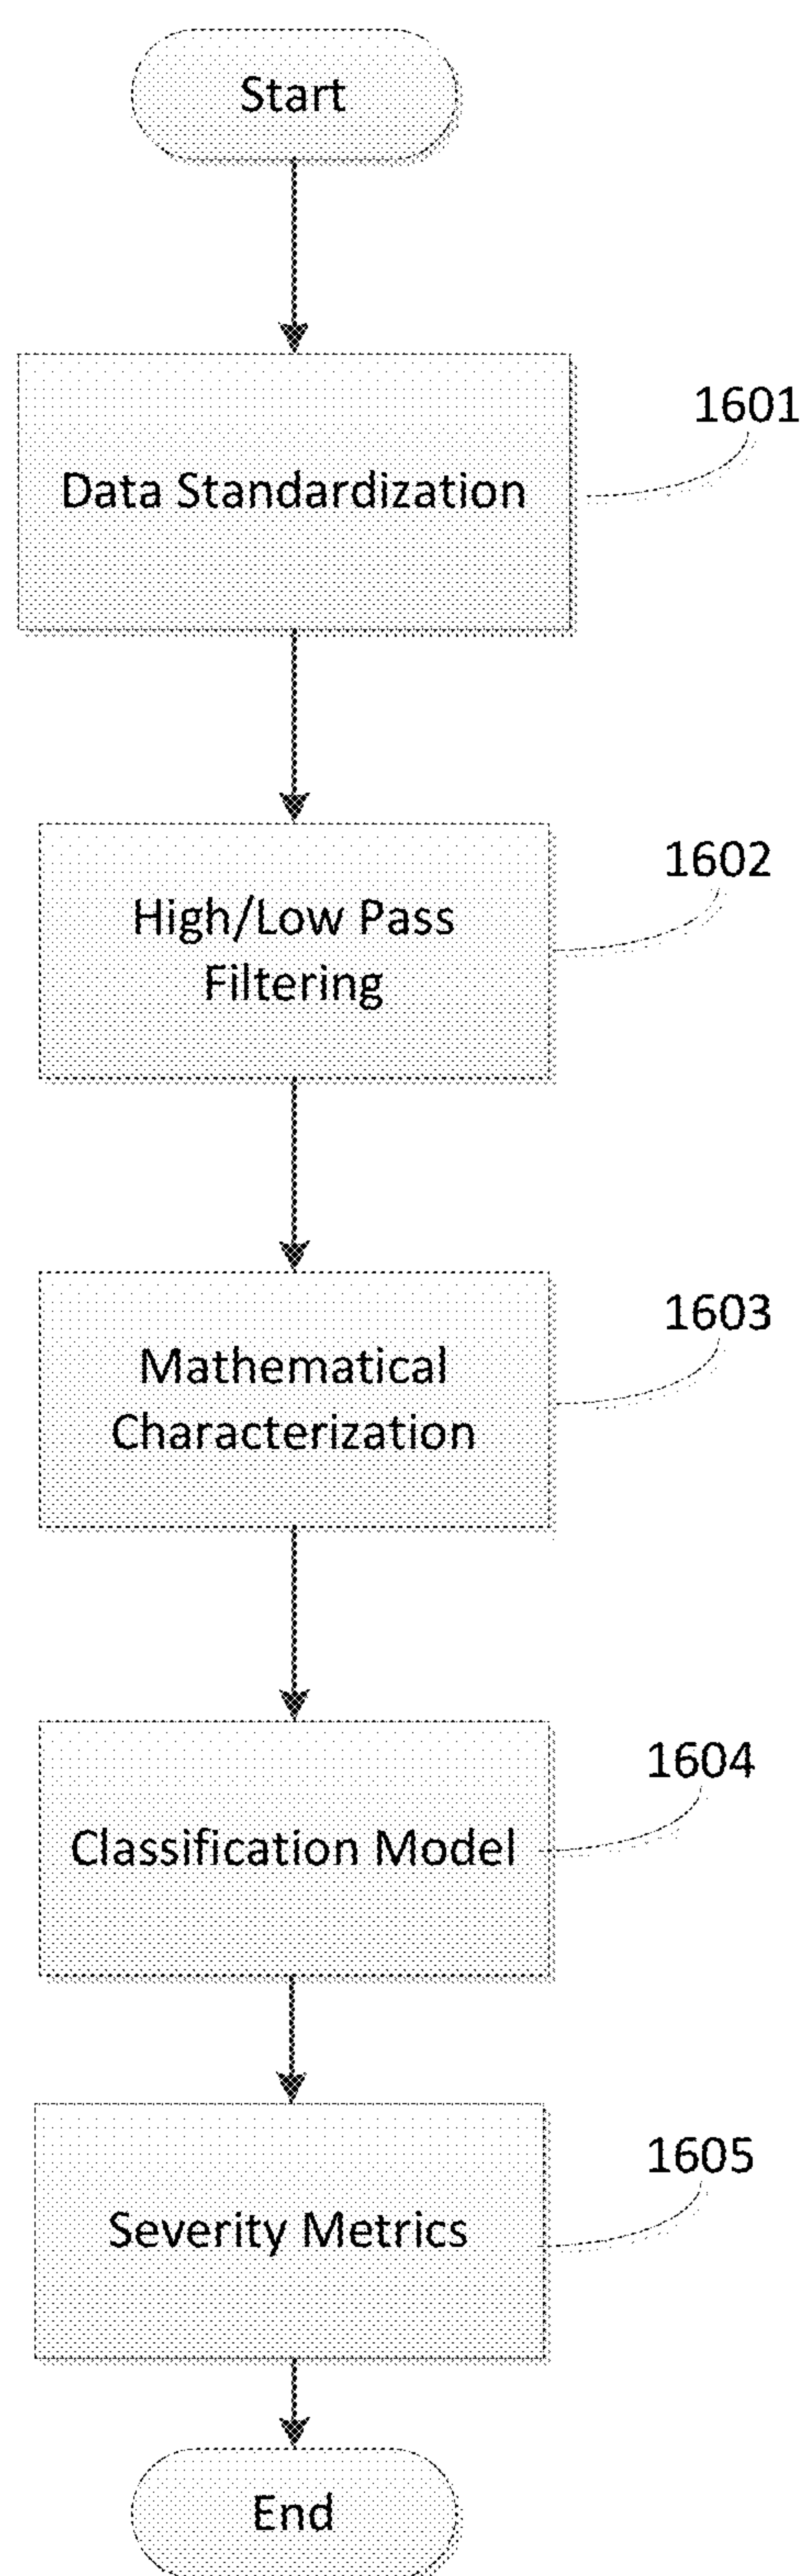 Start
1601
Data Standardization
1602
High/Low Pass
Filtering
1603
Mathematical
Characterization
1604
Classification Model
1605
Severity Metrics
End